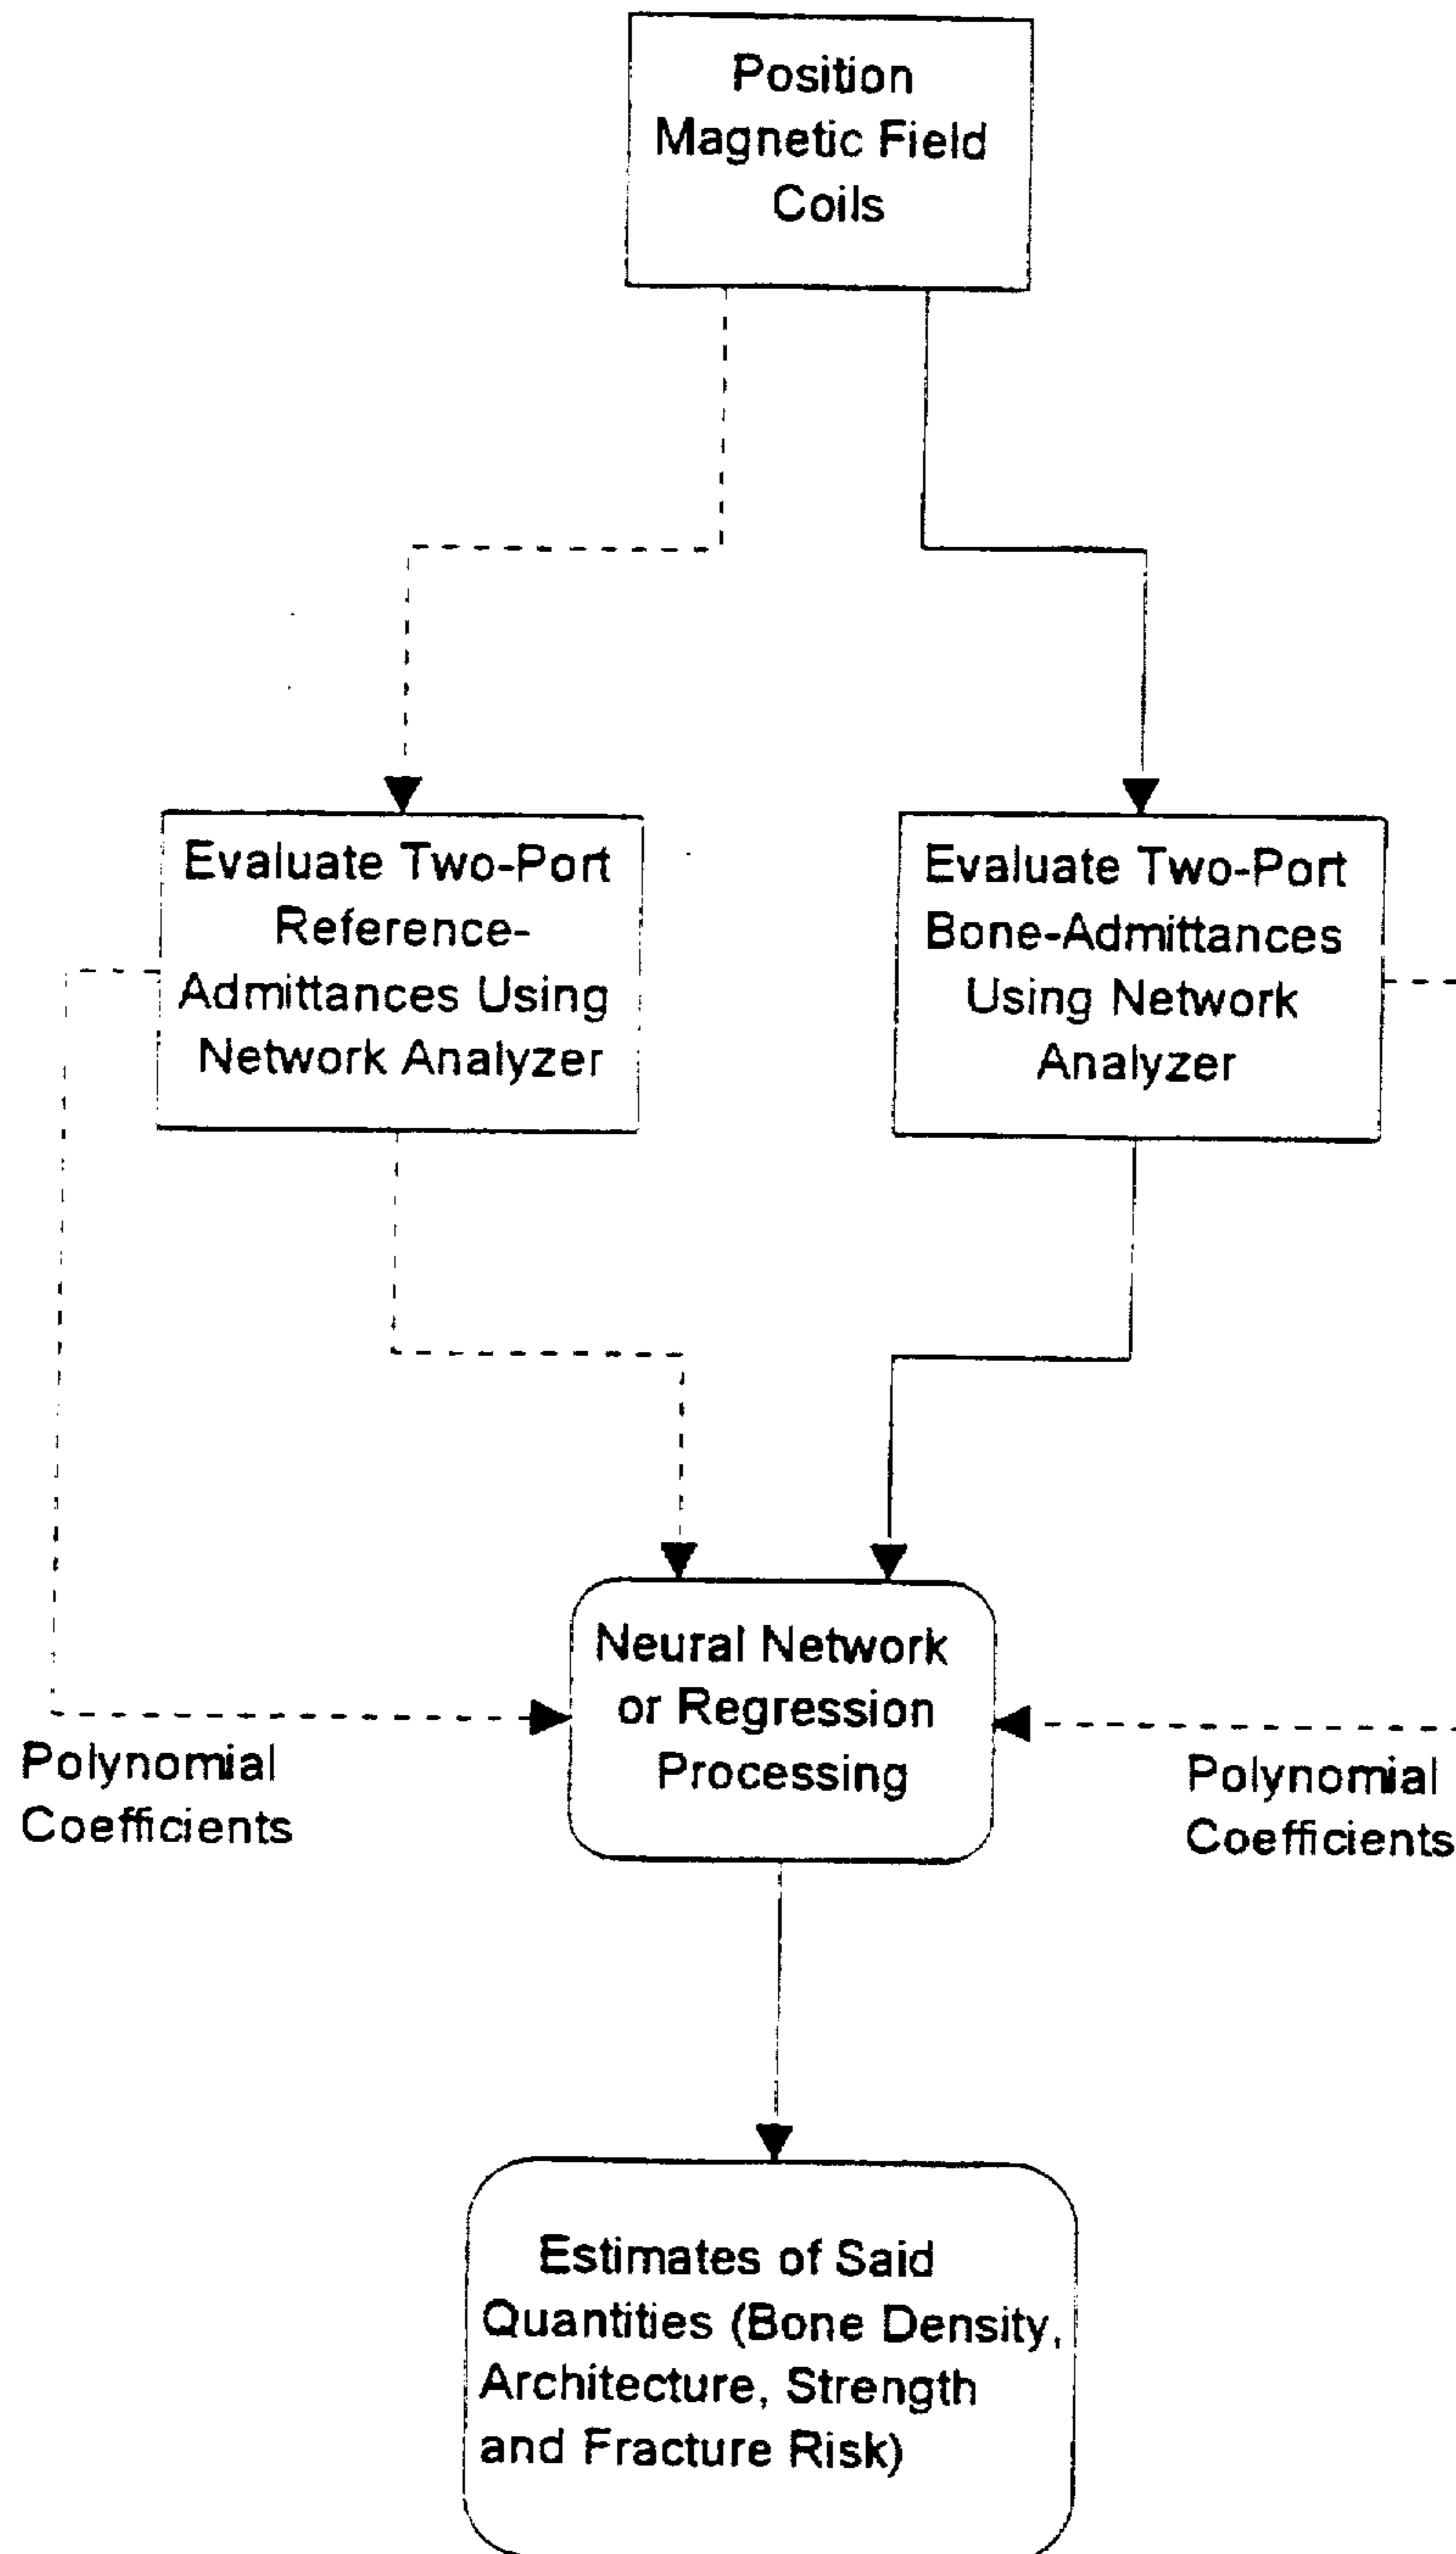 Position
Magnetic Field
Coils
Evaluate Two-Port
Reference-
Admittances Using
Network Analyzer
Evaluate Two-Port
Bone-Admittances
Using Network
Analyzer
Neural Network
or Regression
Processing
Polynomial
Coefficients
Polynomial
Coefficients
Estimates of Said
Quantities (Bone Density,
Architecture, Strength
and Fracture Risk)